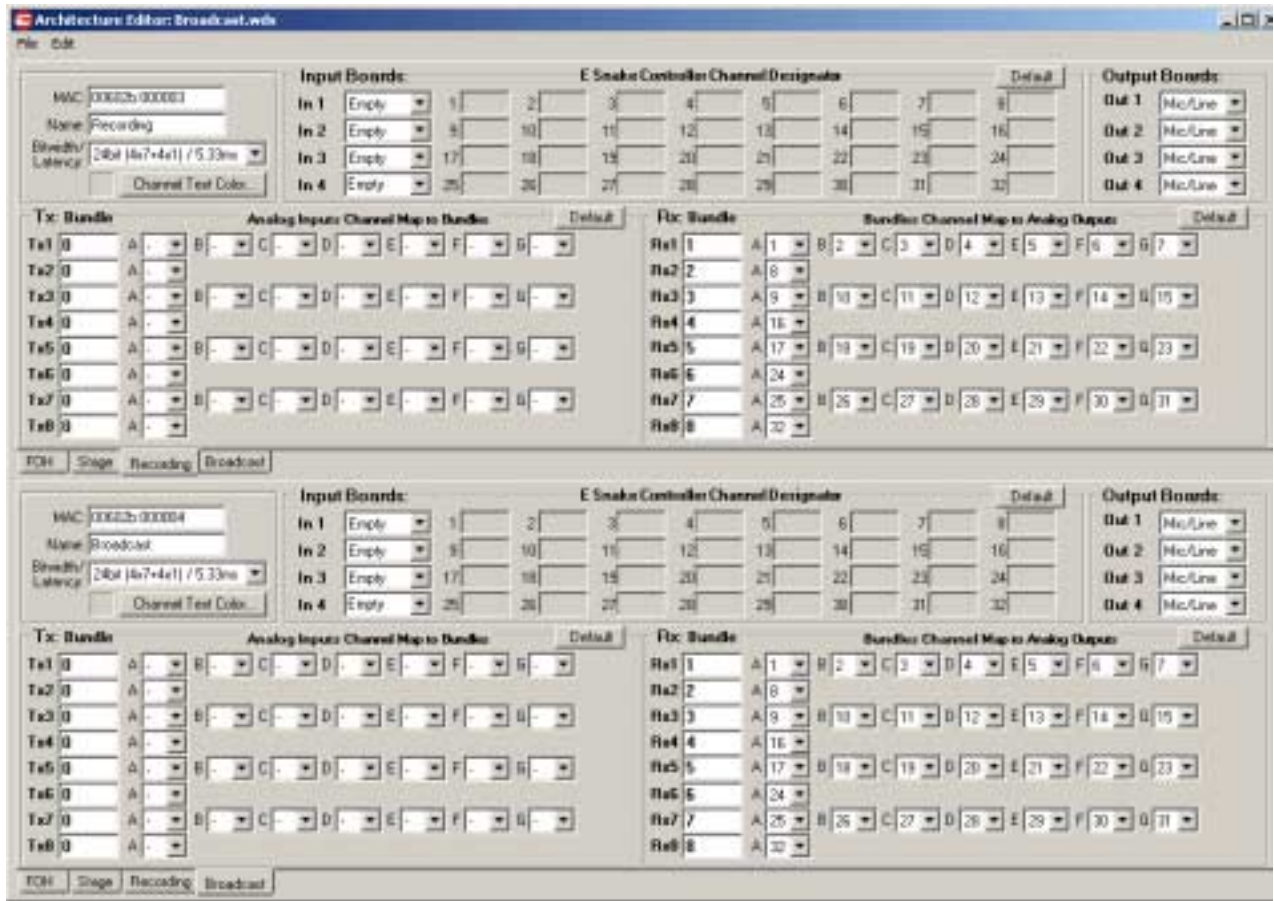 Architecture Editor: Broadcast.wdx
File Edit
Input Boards: E Snake Controller Channel Designator Default Output Boards:
MAC: 00602b 000003 In 1 Empty 1 2 3 4 5 6 7 8 Out 1 Mic/Line
Name: Recording In 2 Empty 9 10 11 12 13 14 15 16 Out 2 Mic/Line
Bitwidth/ Latency: 24bit (4x7+4x1) / 5.33ms In 3 Empty 17 18 19 20 21 22 23 24 Out 3 Mic/Line
Channel Text Color... In 4 Empty 25 26 27 28 29 30 31 32 Out 4 Mic/Line
Tx: Bundle Analog Inputs Channel Map to Bundles Default Rx: Bundle Bundles Channel Map to Analog Outputs Default
Tx1 0 A - B - C - D - E - F - G - Rx1 1 A 1 B 2 C 3 D 4 E 5 F 6 G 7
Tx2 0 A - Rx2 2 A 8
Tx3 0 A - B - C - D - E - F - G - Rx3 3 A 9 B 10 C 11 D 12 E 13 F 14 G 15
Tx4 0 A - Rx4 4 A 16
Tx5 0 A - B - C - D - E - F - G - Rx5 5 A 17 B 18 C 19 D 20 E 21 F 22 G 23
Tx6 0 A - Rx6 6 A 24
Tx7 0 A - B - C - D - E - F - G - Rx7 7 A 25 B 26 C 27 D 28 E 29 F 30 G 31
Tx8 0 A - Rx8 8 A 32
FOH Stage Recording Broadcast
Input Boards: E Snake Controller Channel Designator Default Output Boards:
MAC: 00602b 000004 In 1 Empty 1 2 3 4 5 6 7 8 Out 1 Mic/Line
Name: Broadcast In 2 Empty 9 10 11 12 13 14 15 16 Out 2 Mic/Line
Bitwidth/ Latency: 24bit (4x7+4x1) / 5.33ms In 3 Empty 17 18 19 20 21 22 23 24 Out 3 Mic/Line
Channel Text Color... In 4 Empty 25 26 27 28 29 30 31 32 Out 4 Mic/Line
Tx: Bundle Analog Inputs Channel Map to Bundles Default Rx: Bundle Bundles Channel Map to Analog Outputs Default
Tx1 0 A - B - C - D - E - F - G - Rx1 1 A 1 B 2 C 3 D 4 E 5 F 6 G 7
Tx2 0 A - Rx2 2 A 8
Tx3 0 A - B - C - D - E - F - G - Rx3 3 A 9 B 10 C 11 D 12 E 13 F 14 G 15
Tx4 0 A - Rx4 4 A 16
Tx5 0 A - B - C - D - E - F - G - Rx5 5 A 17 B 18 C 19 D 20 E 21 F 22 G 23
Tx6 0 A - Rx6 6 A 24
Tx7 0 A - B - C - D - E - F - G - Rx7 7 A 25 B 26 C 27 D 28 E 29 F 30 G 31
Tx8 0 A - Rx8 8 A 32
FOH Stage Recording Broadcast